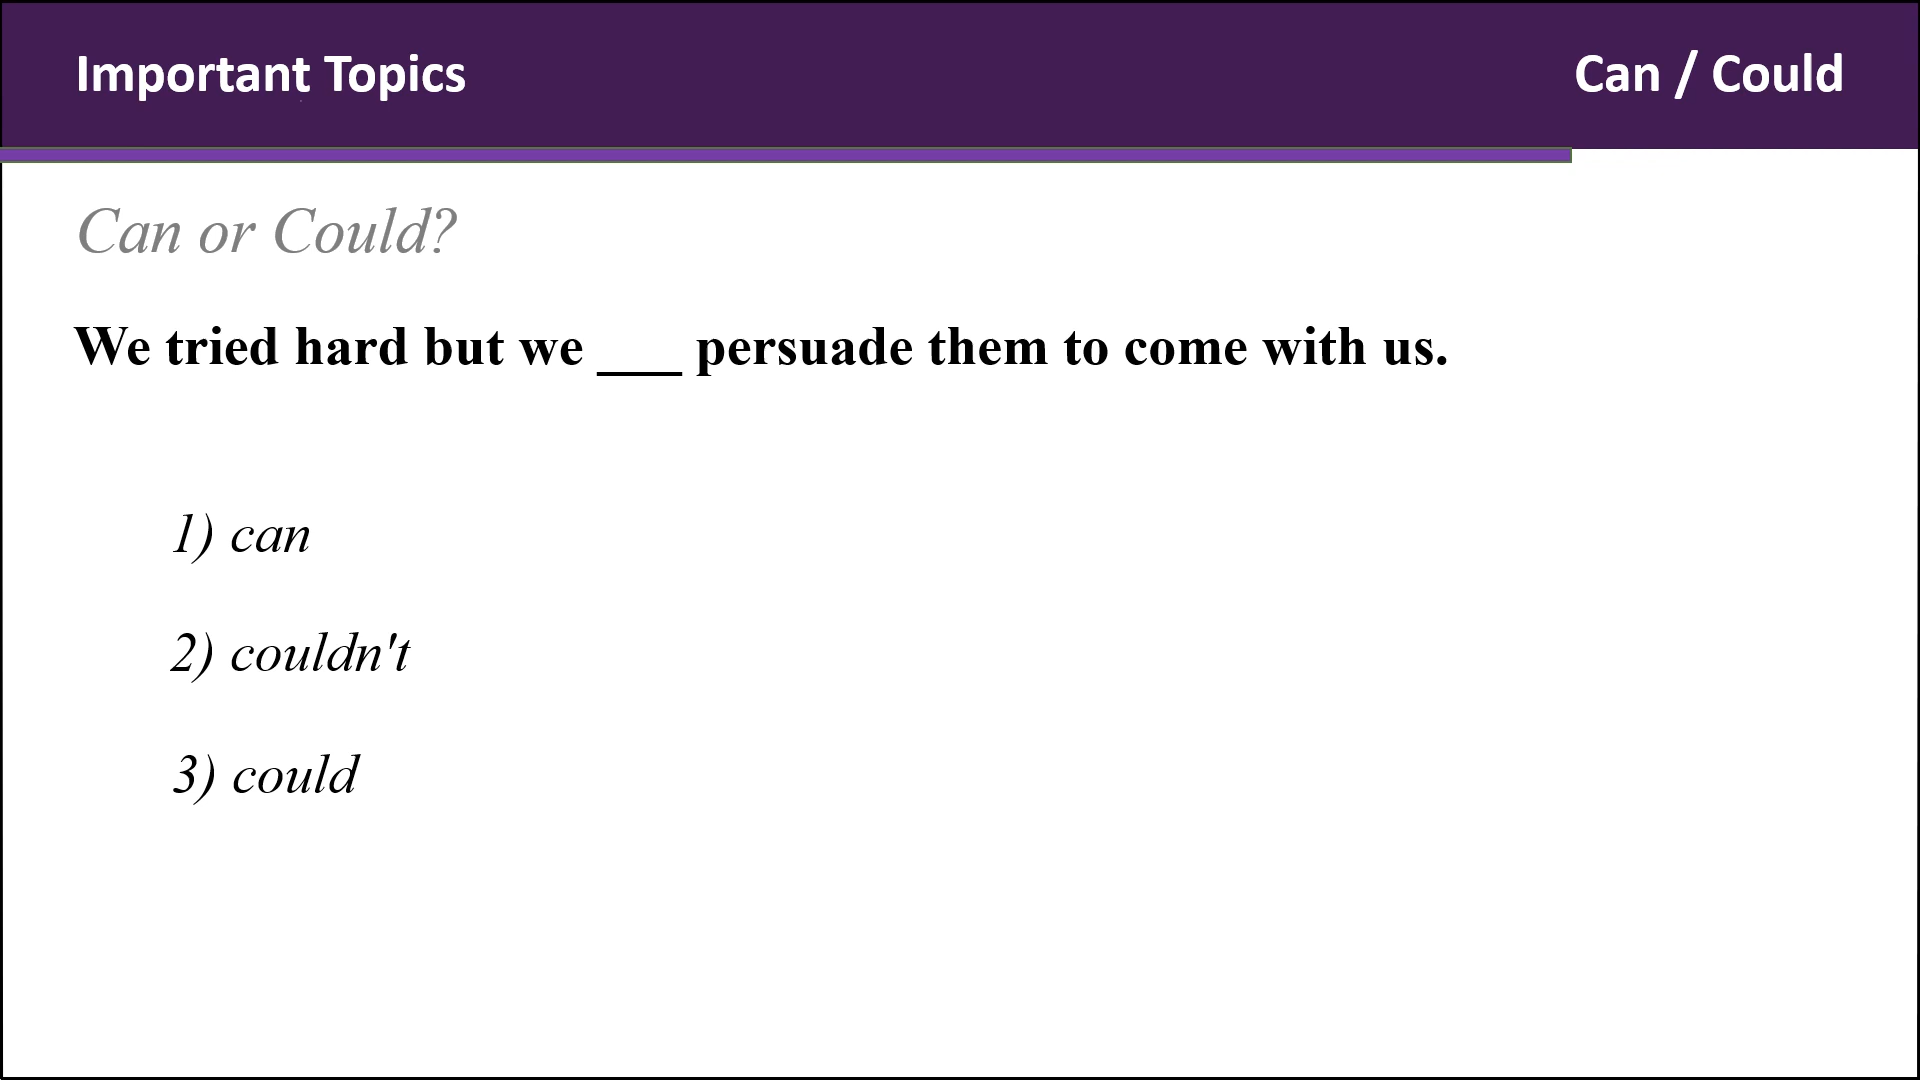 Important Topics
Can / Could
Can or Could?
We tried hard but we ___ persuade them to come with us.
1) can
2) couldn't
3) could